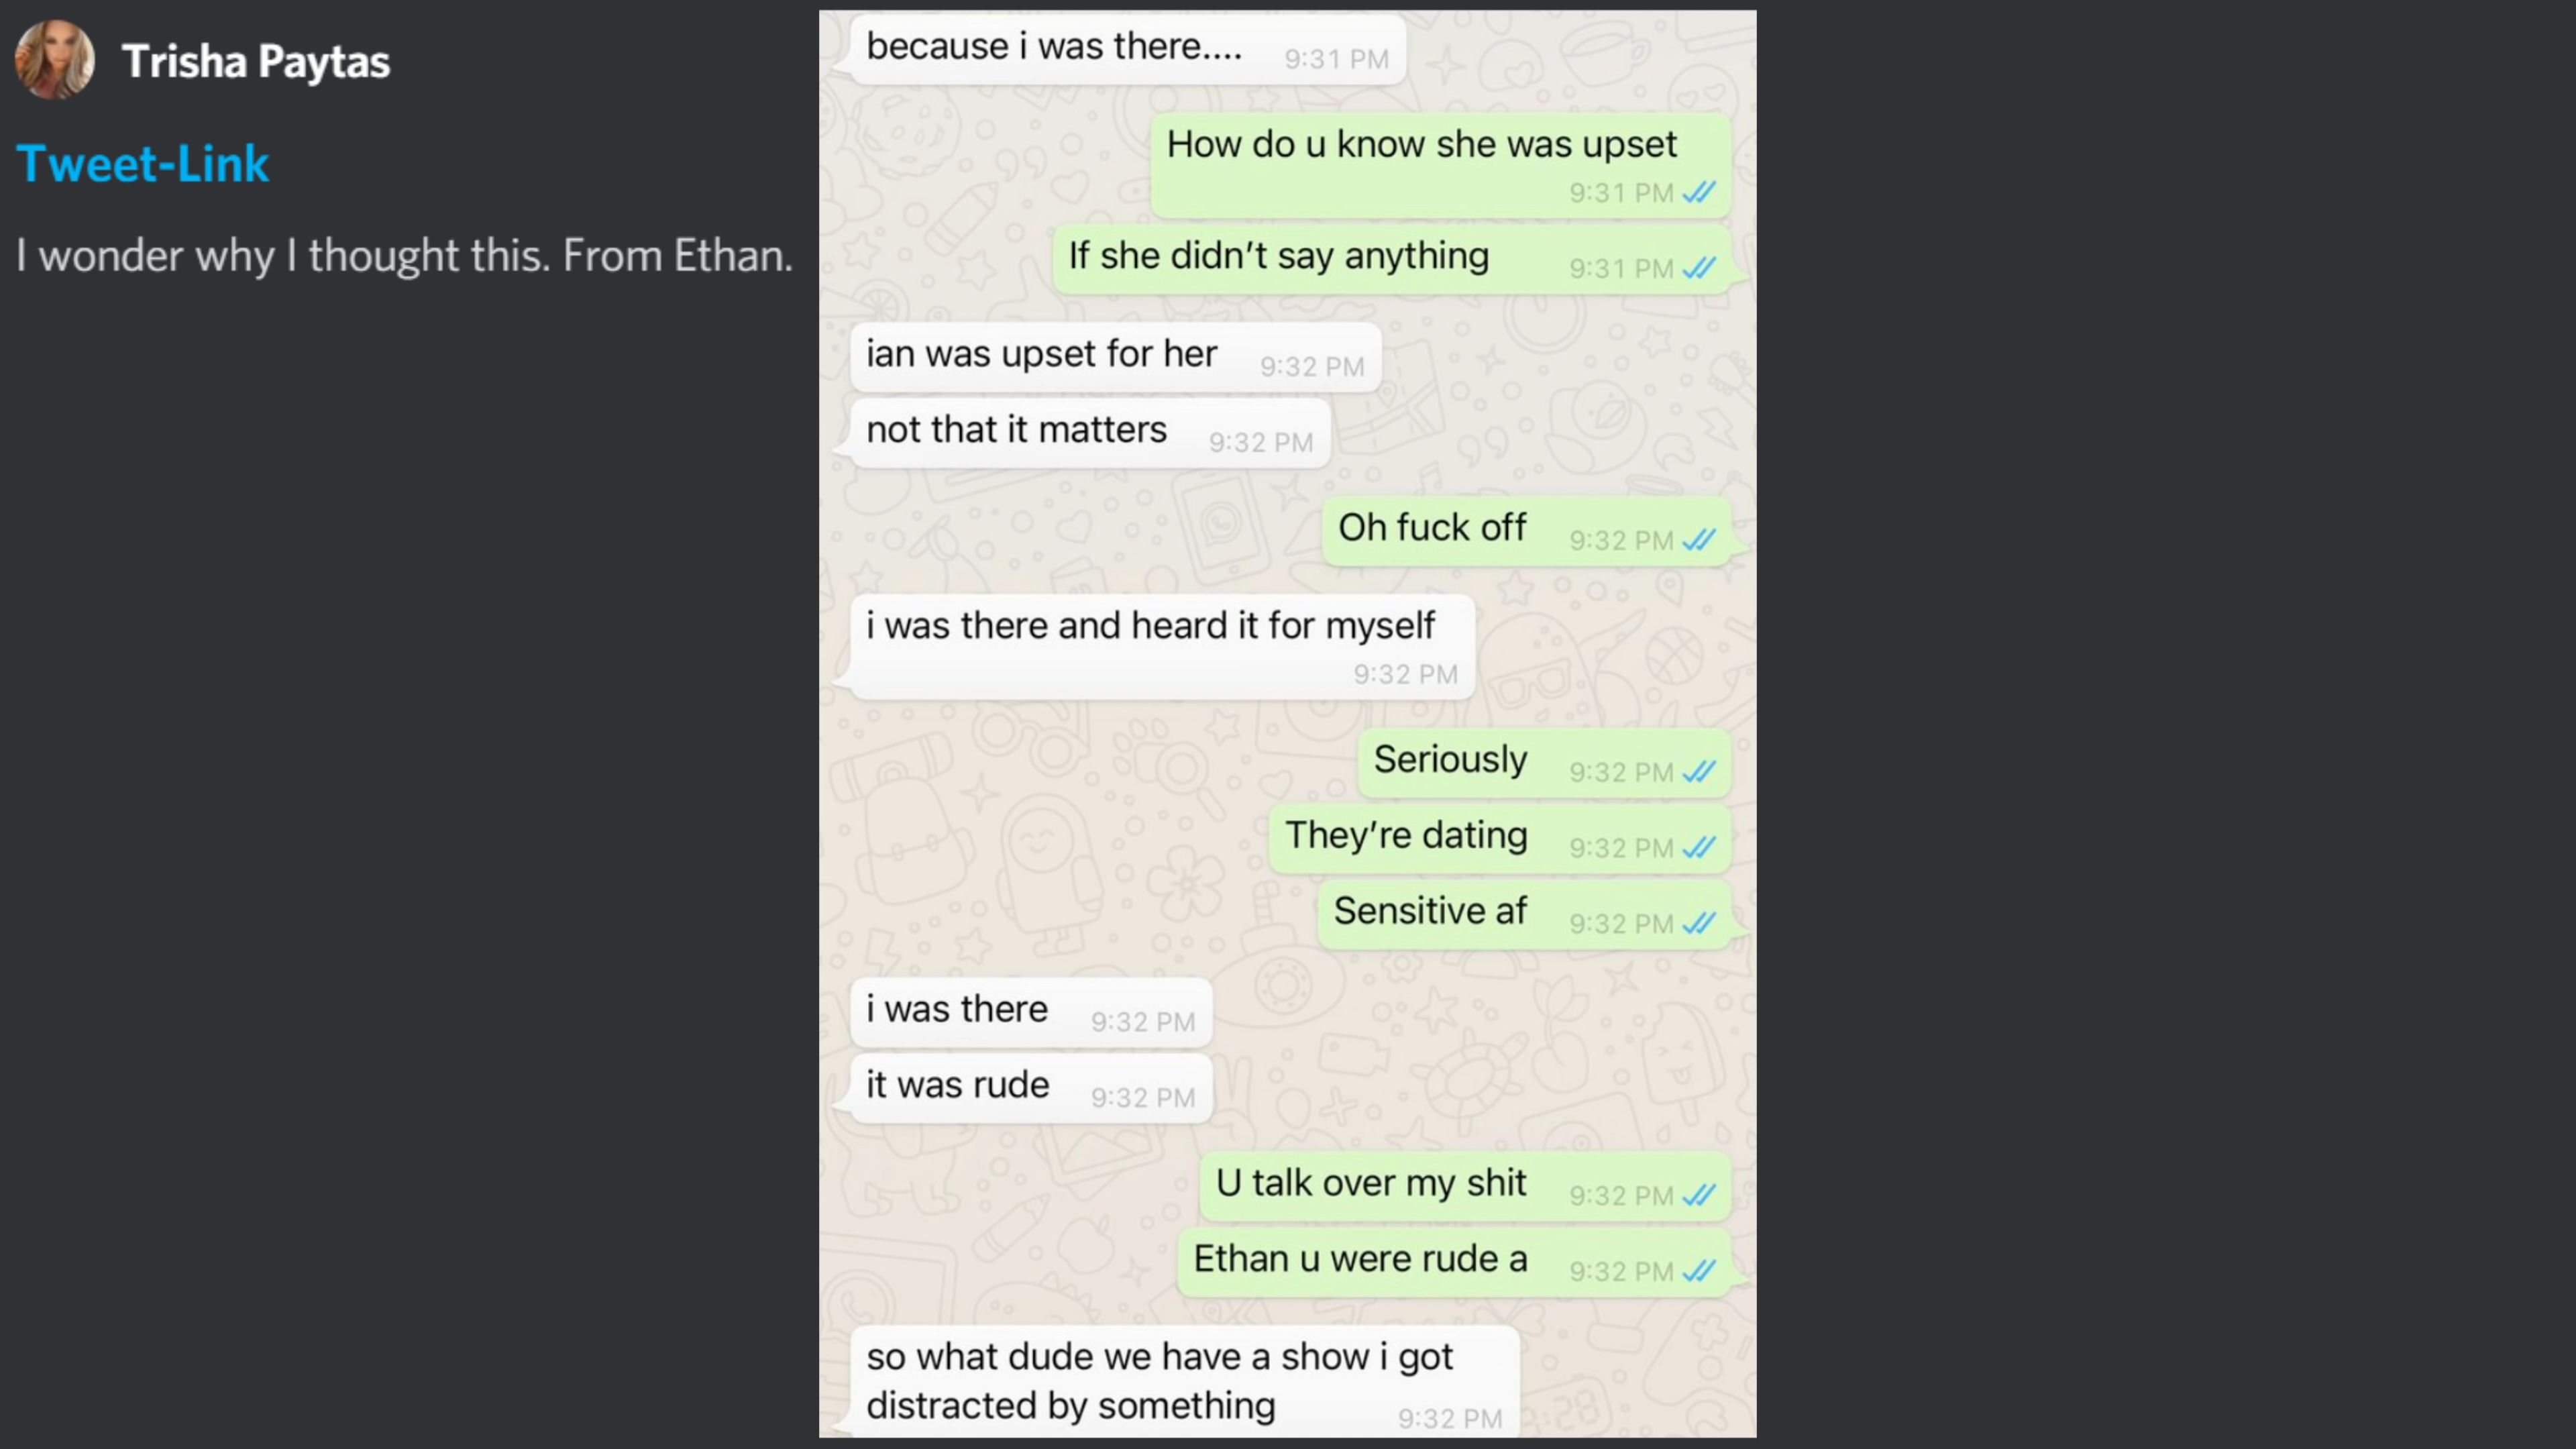 Trisha Paytas
Tweet-Link
I wonder why I thought this. From Ethan.
because i was there.... 9:31 PM
How do u know she was upset
9:31 PM
If she didn't say anything 9:31 PM
ian was upset for her 9:32 PM
not that it matters 9:32 PM
Oh fuck off 9:32 PM
i was there and heard it for myself
9:32 PM
Seriously 9:32 PM
They're dating 9:32 PM
Sensitive af 9:32 PM
i was there 9:32 PM
it was rude 9:32 PM
U talk over my shit 9:32 PM
Ethan u were rude a 9:32 PM
so what dude we have a show i got
distracted by something 9:32 PM